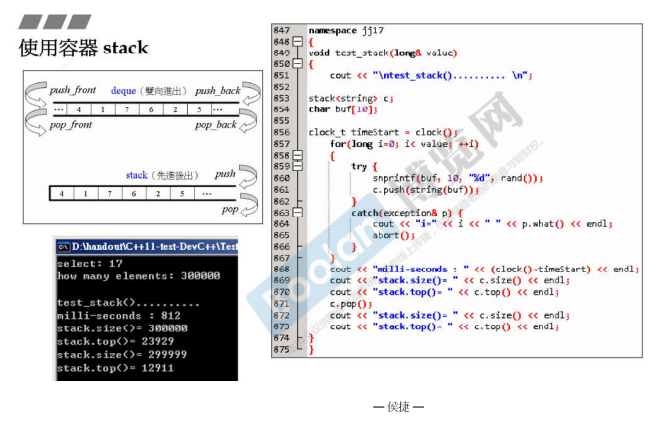 使用容器 stack
push_front deque（雙向進出） push_back
... 4 1 7 6 2 5 ...
pop_front pop_back
stack（先進後出） push
4 1 7 6 2 5 ...
pop
D:\handout\C++11-test-DevC++\Test
select: 17
how many elements: 300000
test_stack()..........
milli-seconds : 812
stack.size()= 300000
stack.top()= 23929
stack.size()= 299999
stack.top()= 12911
847 namespace jj17
848 {
849 void test_stack(long& value)
850 {
851 cout << "\ntest_stack().......... \n";
852
853 stack<string> c;
854 char buf[10];
855
856 clock_t timeStart = clock();
857 for(long i=0; i< value; ++i)
858 {
859 try {
860 snprintf(buf, 10, "%d", rand());
861 c.push(string(buf));
862 }
863 catch(exception& p) {
864 cout << "i=" << i << " " << p.what() << endl;
865 abort();
866 }
867 }
868 cout << "milli-seconds : " << (clock()-timeStart) << endl;
869 cout << "stack.size()= " << c.size() << endl;
870 cout << "stack.top()= " << c.top() << endl;
871 c.pop();
872 cout << "stack.size()= " << c.size() << endl;
673 cout << "stack.top()= " << c.top() << endl;
874 }
875 }
Boolan 博览网
— 侯捷 —